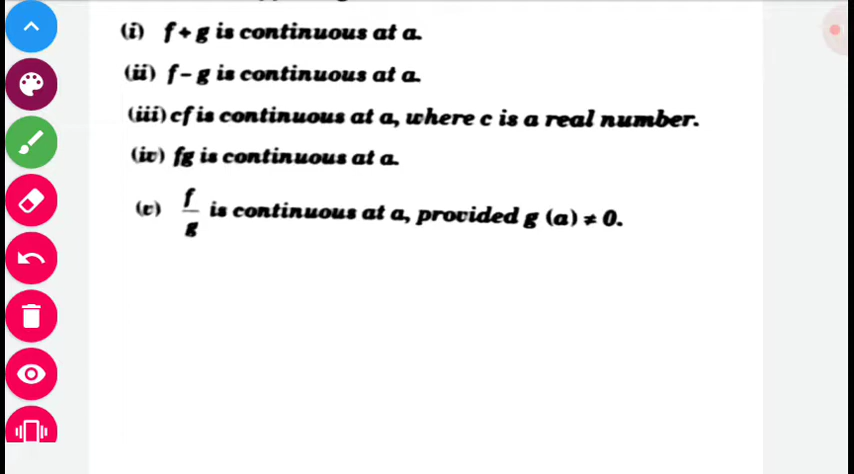 (i) f + g is continuous at a.
(ii) f - g is continuous at a.
(iii) cf is continuous at a, where c is a real number.
(iv) fg is continuous at a.
(v) f/g is continuous at a, provided g (a) ≠ 0.